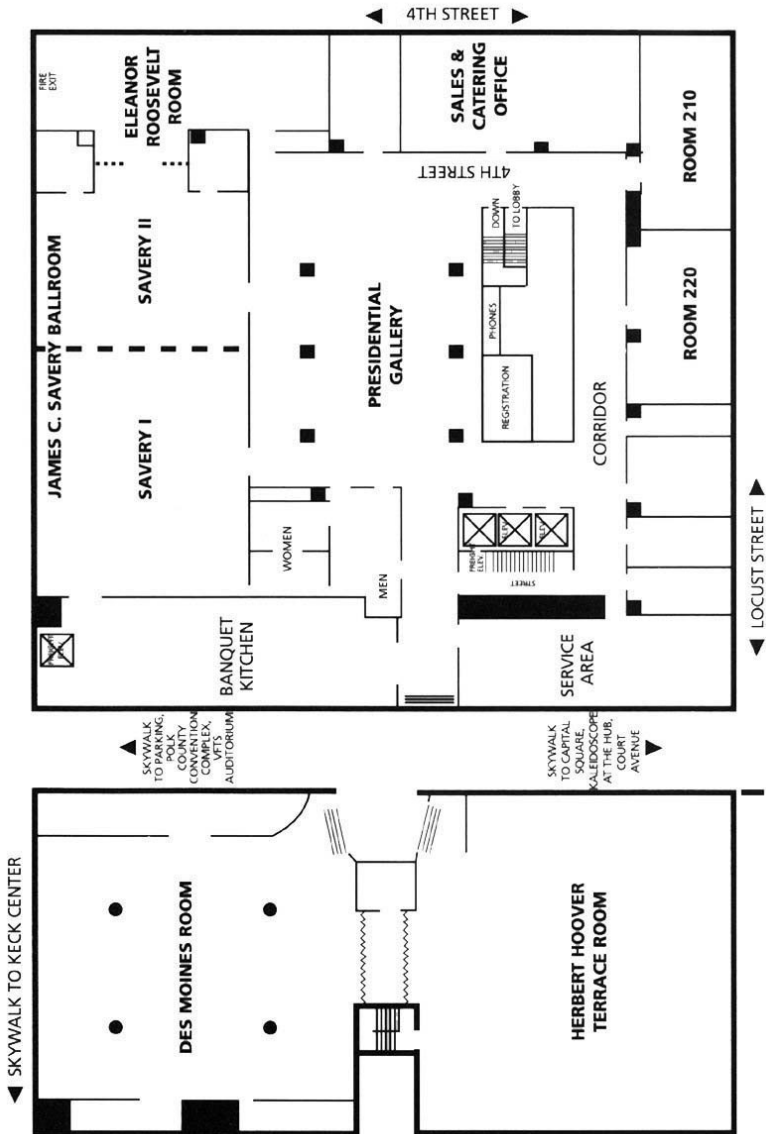 4TH STREET
FIRE
EXIT
ELEANOR
ROOSEVELT
ROOM
SALES &
CATERING
OFFICE
ROOM 210
4TH STREET
JAMES C. SAVERY BALLROOM
SAVERY II
SAVERY I
DOWN
TO LOBBY
PHONES
REGISTRATION
PRESIDENTIAL
GALLERY
ROOM 220
CORRIDOR
WOMEN
MEN
ELEV.
ELEV.
ELEV.
STREET
BANQUET
KITCHEN
SERVICE
AREA
LOCUST STREET
SKYWALK
TO PARKING,
POLK
COUNTY
CONVENTION
COMPLEX,
VFTS
AUDITORIUM
SKYWALK
TO CAPITAL
SQUARE,
KALEIDOSCOPE
AT THE HUB,
COURT
AVENUE
SKYWALK TO KECK CENTER
DES MOINES ROOM
HERBERT HOOVER
TERRACE ROOM